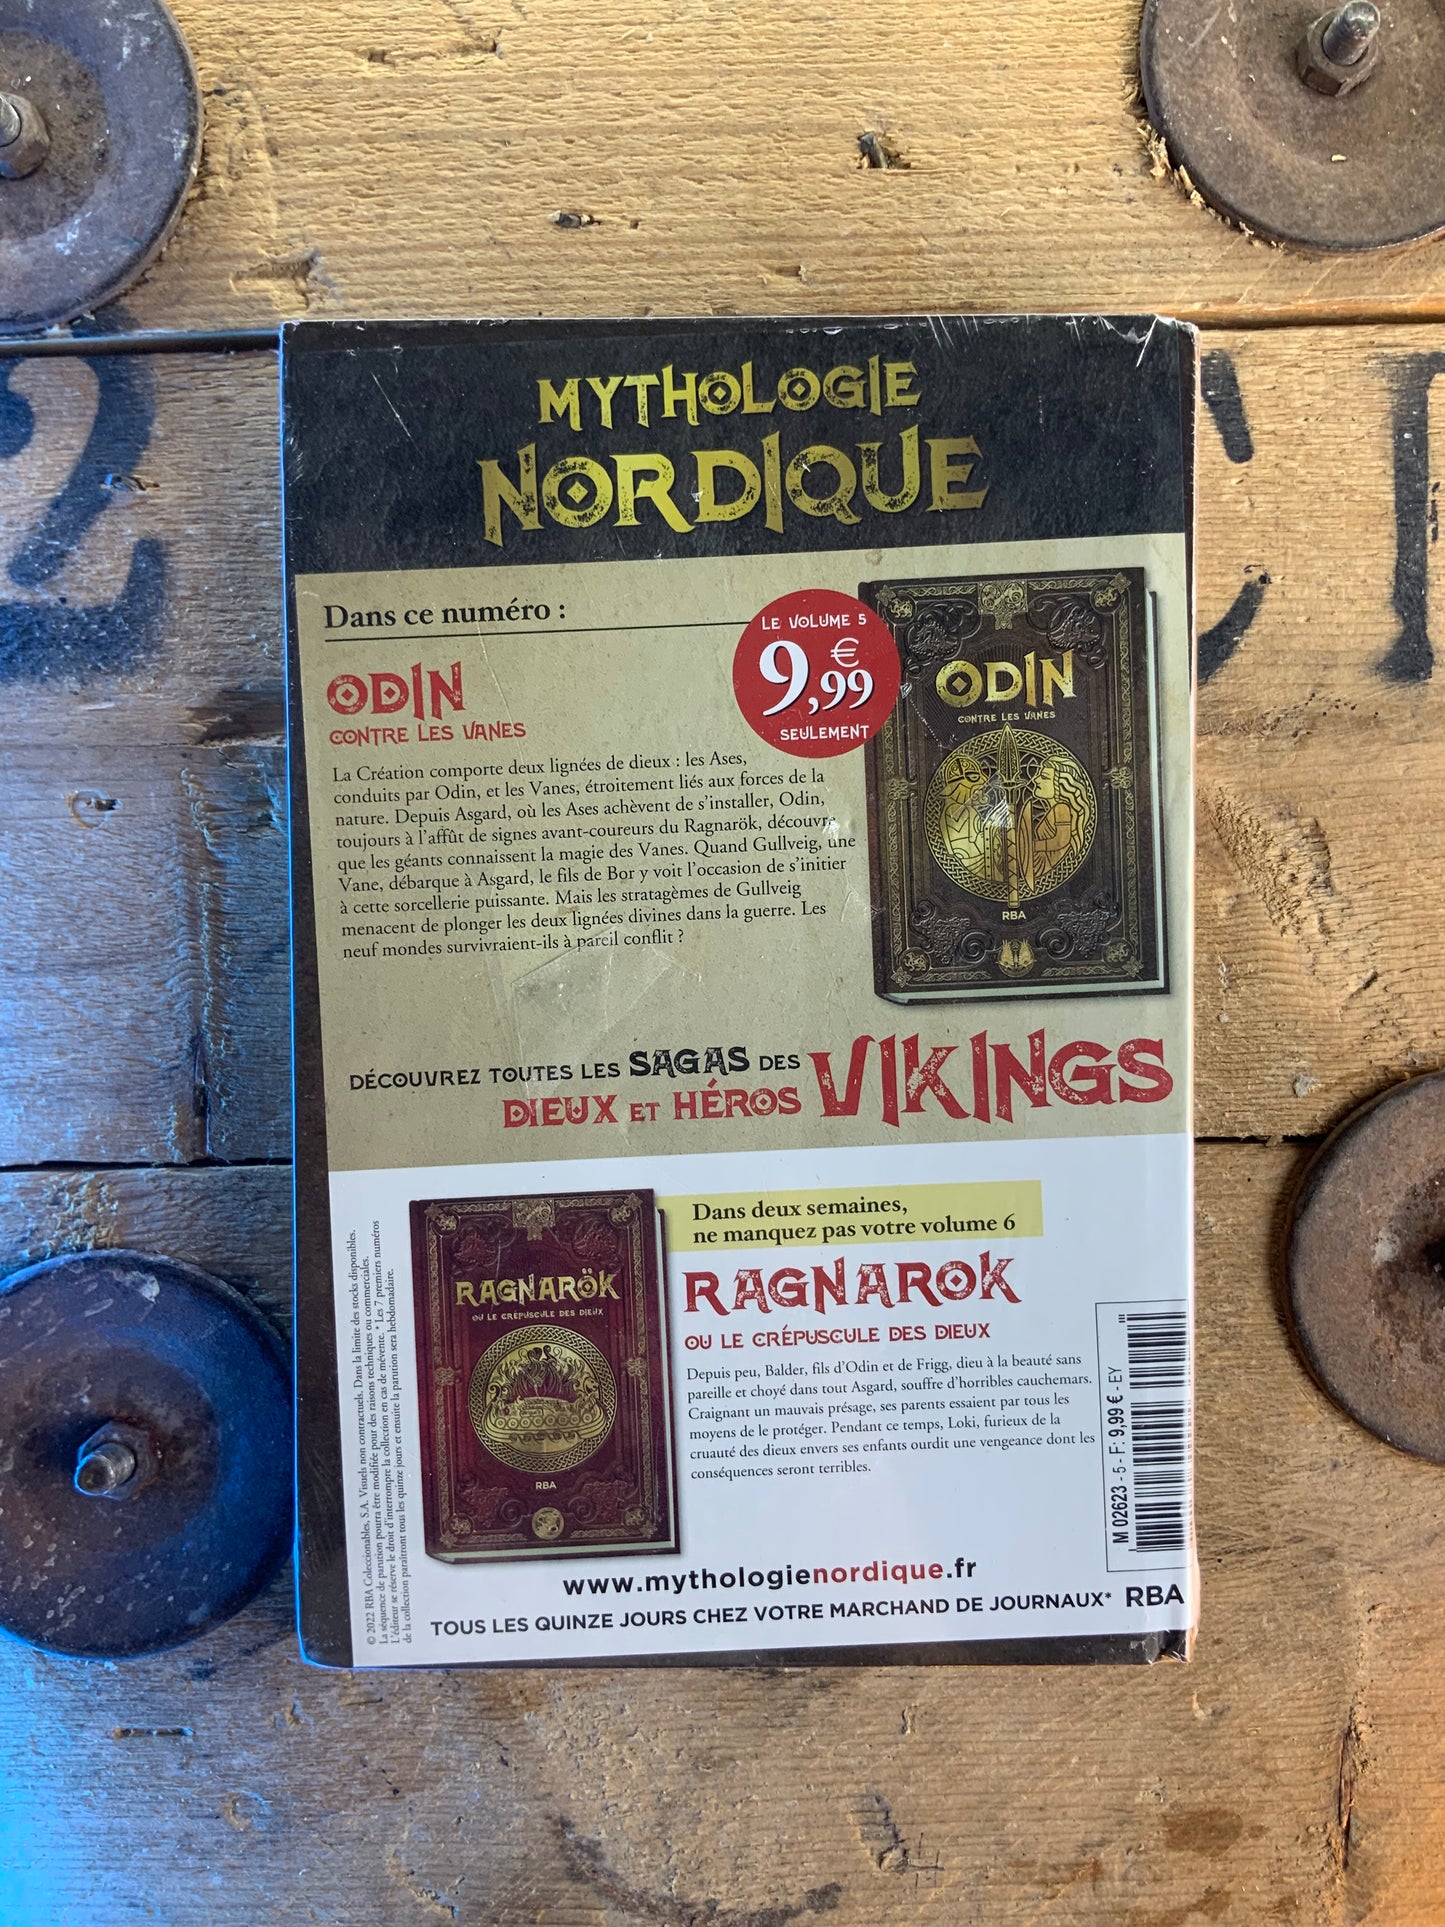 MYTHOLOGIE
NORDIQUE
Dans ce numéro :
ODIN
CONTRE LES VANES
La Création comporte deux lignées de dieux : les Ases,
conduits par Odin, et les Vanes, étroitement liés aux forces de la
nature. Depuis Asgard, où les Ases achèvent de s'installer, Odin,
toujours à l'affût de signes avant-coureurs du Ragnarök, découvre
que les géants connaissent la magie des Vanes. Quand Gullveig, une
Vane, débarque à Asgard, le fils de Bor y voit l'occasion de s'initier
à cette sorcellerie puissante. Mais les stratagèmes de Gullveig
menacent de plonger les deux lignées divines dans la guerre. Les
neuf mondes survivraient-ils à pareil conflit ?
LE VOLUME 5
9,99 €
SEULEMENT
ODIN
CONTRE LES VANES
RBA
DÉCOUVREZ TOUTES LES SAGAS DES
DIEUX ET HÉROS VIKINGS
RAGNARÖK
OU LE CRÉPUSCULE DES DIEUX
RBA
Dans deux semaines,
ne manquez pas votre volume 6
RAGNAROK
OU LE CRÉPUSCULE DES DIEUX
Depuis peu, Balder, fils d'Odin et de Frigg, dieu à la beauté sans
pareille et choyé dans tout Asgard, souffre d'horribles cauchemars.
Craignant un mauvais présage, ses parents essaient par tous les
moyens de le protéger. Pendant ce temps, Loki, furieux de la
cruauté des dieux envers ses enfants ourdit une vengeance dont les
conséquences seront terribles.
M 02623 - 5 - F: 9,99 € - EY
© 2022 RBA Coleccionables, S.A. Visuels non contractuels. Dans la limite des stocks disponibles.
La séquence de parution pourra être modifiée pour des raisons techniques ou commerciales.
L'éditeur se réserve le droit d'interrompre la collection en cas de mévente. * Les 7 premiers numéros
de la collection paraîtront tous les quinze jours et ensuite la parution sera hebdomadaire.
www.mythologienordique.fr
TOUS LES QUINZE JOURS CHEZ VOTRE MARCHAND DE JOURNAUX* RBA